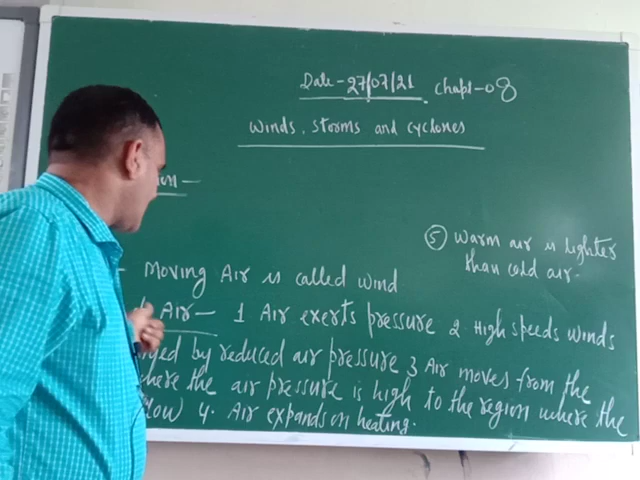 Date-27/07/21. Chapt-08
Winds, storms and cyclones
Moving Air is called wind
Air- 1 Air exerts pressure 2. High speeds winds
by reduced air pressure 3 Air moves from the
where the air pressure is high to the region where the
low) 4. Air expands on heating.
⑤ Warm air is lighter
than cold air.